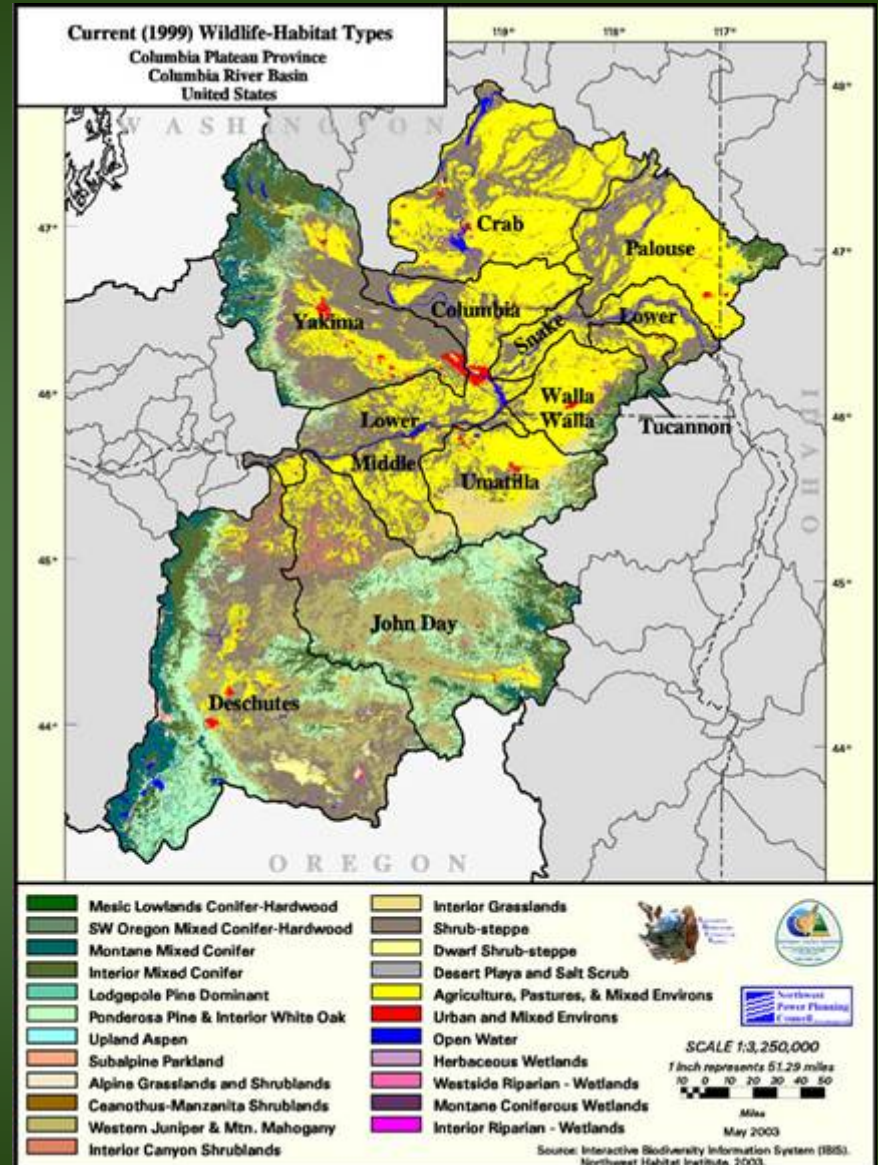 Current (1999) Wildlife-Habitat Types
Columbia Plateau Province
Columbia River Basin
United States
119°
118°
117°
48°
48°
WASHINGTON
47°
47°
Crab
Palouse
Columbia
Yakima
Snake
Lower
46°
46°
Walla
Walla
Lower
Tucannon
IDAHO
Middle
Umatilla
45°
45°
John Day
Deschutes
44°
44°
OREGON
Mesic Lowlands Conifer-Hardwood
SW Oregon Mixed Conifer-Hardwood
Montane Mixed Conifer
Interior Mixed Conifer
Lodgepole Pine Dominant
Ponderosa Pine & Interior White Oak
Upland Aspen
Subalpine Parkland
Alpine Grasslands and Shrublands
Ceanothus-Manzanita Shrublands
Western Juniper & Mtn. Mahogany
Interior Canyon Shrublands
Interior Grasslands
Shrub-steppe
Dwarf Shrub-steppe
Desert Playa and Salt Scrub
Agriculture, Pastures, & Mixed Environs
Urban and Mixed Environs
Open Water
Herbaceous Wetlands
Westside Riparian - Wetlands
Montane Coniferous Wetlands
Interior Riparian - Wetlands
Northwest
Power Planning
Council
SCALE 1:3,250,000
1 Inch represents 51.29 miles
10 0 10 20 30 40 50
Miles
May 2003
Source: Interactive Biodiversity Information System (IBIS).
Northwest Habitat Institute, 2003.